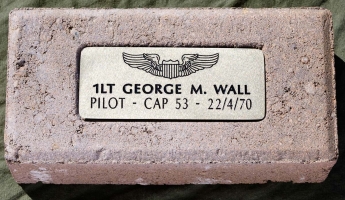 1LT GEORGE M. WALL
PILOT - CAP 53 - 22/4/70